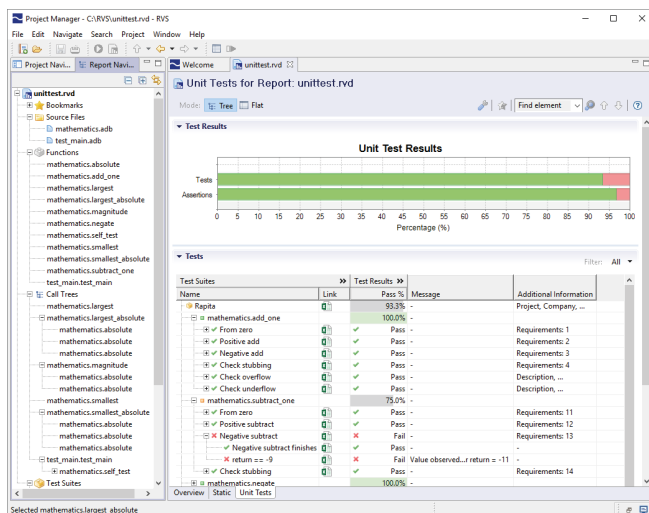 Project Manager - C:\RVS\unittest.rvd - RVS
File Edit Navigate Search Project Window Help
Project Navi... Report Navi...
unittest.rvd
Bookmarks
Source Files
mathematics.adb
test_main.adb
Functions
mathematics.absolute
mathematics.add_one
mathematics.largest
mathematics.largest_absolute
mathematics.magnitude
mathematics.negate
mathematics.self_test
mathematics.smallest
mathematics.smallest_absolute
mathematics.subtract_one
test_main.test_main
Call Trees
mathematics.largest
mathematics.largest_absolute
mathematics.absolute
mathematics.absolute
mathematics.magnitude
mathematics.absolute
mathematics.absolute
mathematics.smallest
mathematics.smallest_absolute
mathematics.absolute
mathematics.absolute
test_main.test_main
mathematics.self_test
Test Suites
Welcome unittest.rvd
Unit Tests for Report: unittest.rvd
Mode: Tree Flat Find element
Test Results
Unit Test Results
Tests
Assertions
0 5 10 15 20 25 30 35 40 45 50 55 60 65 70 75 80 85 90 95 100
Percentage (%)
Tests
Filter: All
Test Suites » Test Results »
Name Link Pass % Message Additional Information
Rapita 93.3% - Project, Company, ...
mathematics.add_one 100.0% -
From zero Pass - Requirements: 1
Positive add Pass - Requirements: 2
Negative add Pass - Requirements: 3
Check stubbing Pass - Requirements: 4
Check overflow Pass - Description, ...
Check underflow Pass - Description, ...
mathematics.subtract_one 75.0% -
From zero Pass - Requirements: 11
Positive subtract Pass - Requirements: 12
Negative subtract Fail - Requirements: 13
Negative subtract finishes Pass - -
return == -9 Fail Value observed...r return = -11 -
Check stubbing Pass - Requirements: 14
mathematics.negate 100.0% -
Overview Static Unit Tests
Selected mathematics.largest_absolute